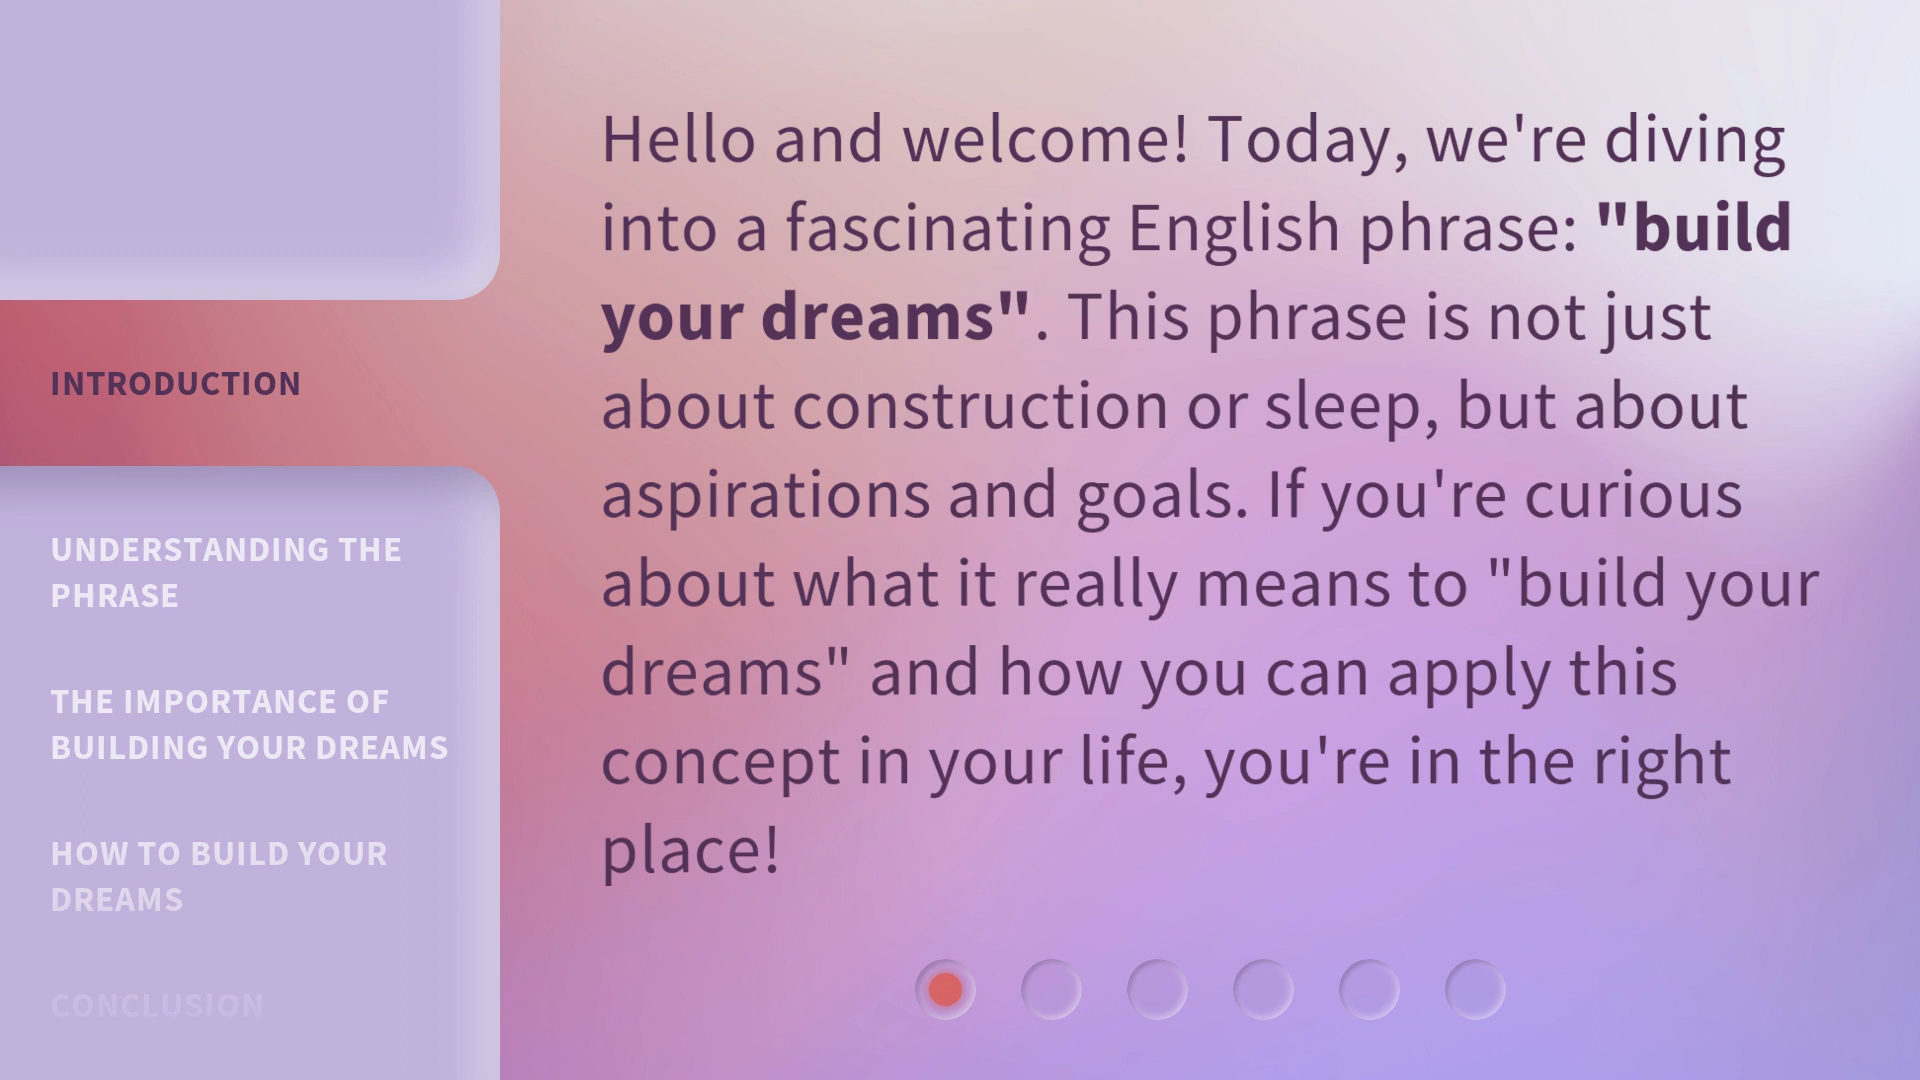 INTRODUCTION
UNDERSTANDING THE
PHRASE
THE IMPORTANCE OF
BUILDING YOUR DREAMS
HOW TO BUILD YOUR
DREAMS
CONCLUSION
Hello and welcome! Today, we're diving
into a fascinating English phrase: "build
your dreams". This phrase is not just
about construction or sleep, but about
aspirations and goals. If you're curious
about what it really means to "build your
dreams" and how you can apply this
concept in your life, you're in the right
place!